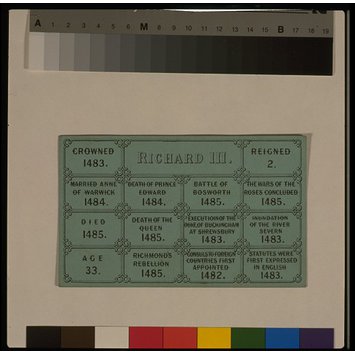 A 1 2 3 4 5 6 M 8 9 10 11 12 13 14 15 B 17 18 19
CROWNED
1483.
RICHARD III.
REIGNED
2.
MARRIED ANNE
OF WARWICK
1484.
DEATH OF PRINCE
EDWARD
1484.
BATTLE OF
BOSWORTH
1485.
THE WARS OF THE
ROSES CONCLUDED
1485.
DIED
1485.
DEATH OF THE
QUEEN
1485.
EXECUTION OF THE
DUKE OF BUCKINGHAM
AT SHREWSBURY
1483.
INUNDATION
OF THE RIVER
SEVERN
1483.
AGE
33.
RICHMOND'S
REBELLION
1485.
CONSULS TO FOREIGN
COUNTRIES FIRST
APPOINTED
1482.
STATUTES WERE
FIRST EXPRESSED
IN ENGLISH
1483.